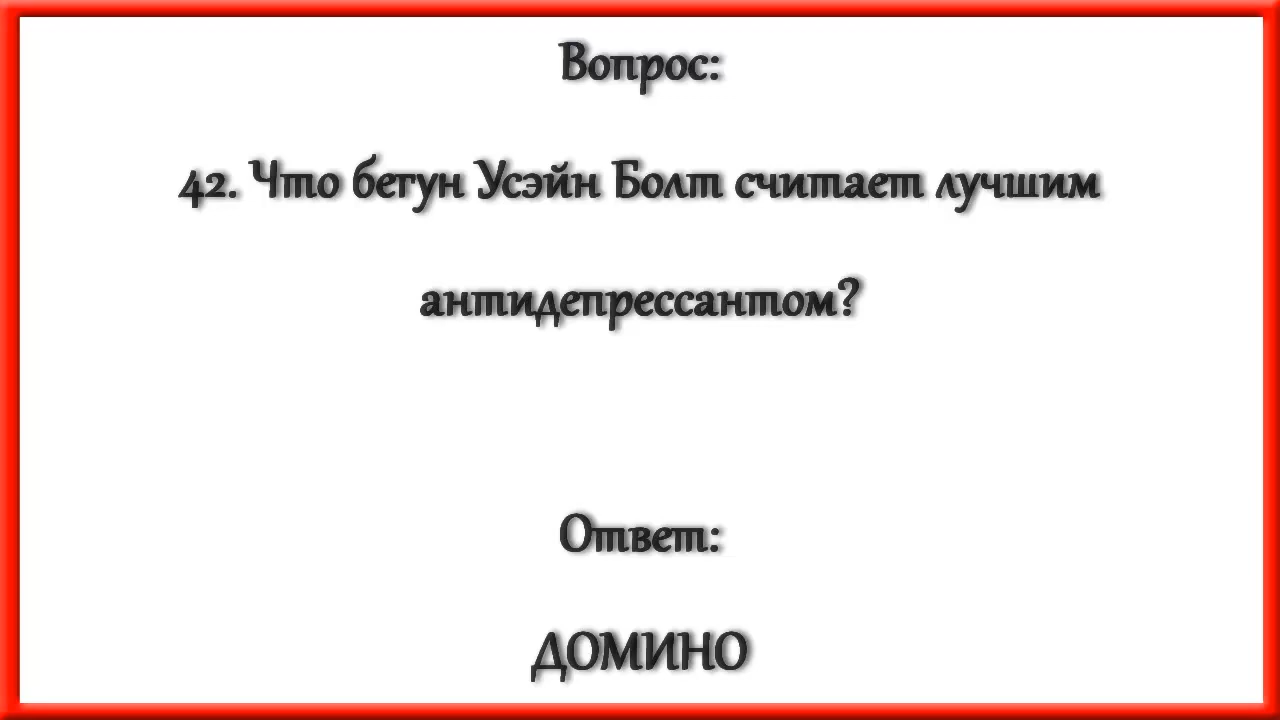 Вопрос:
42. Что бегун Усэйн Болт считает лучшим
антидепрессантом?
Ответ:
ДОМИНО